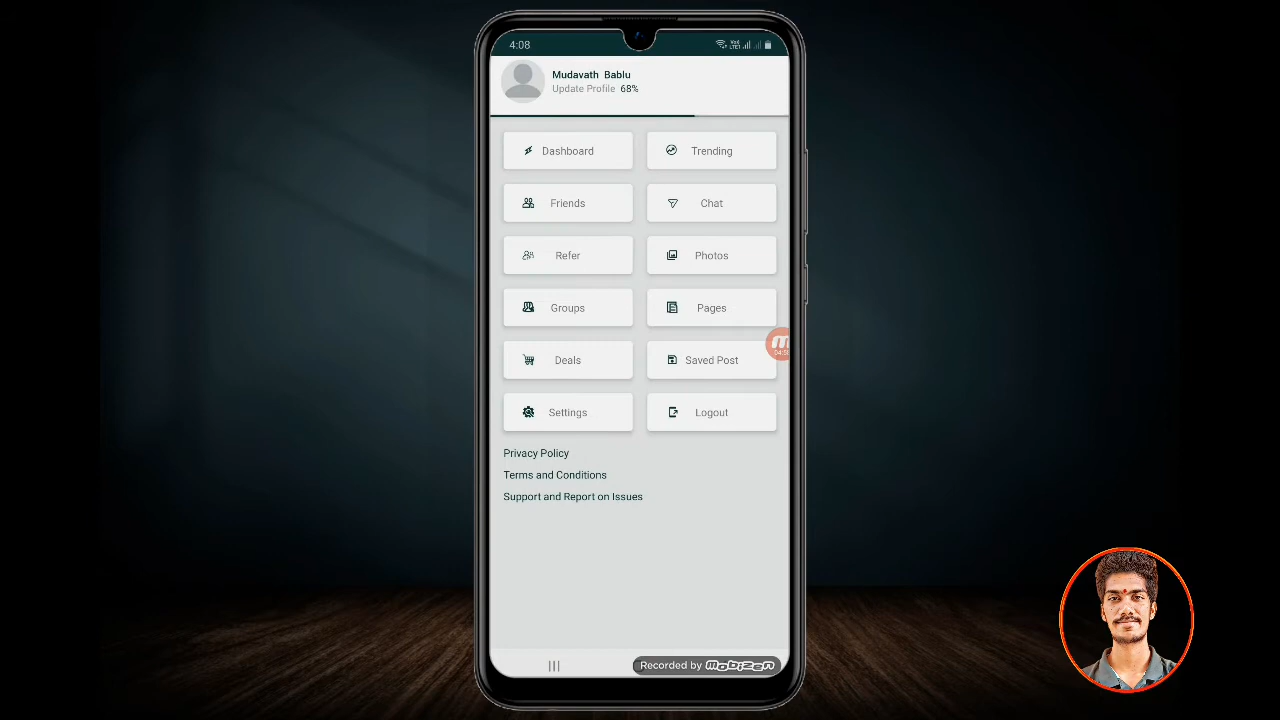 4:08
Mudavath Bablu
Update Profile 68%
Dashboard
Trending
Friends
Chat
Refer
Photos
Groups
Pages
Deals
Saved Post
Settings
Logout
Privacy Policy
Terms and Conditions
Support and Report on Issues
Recorded by Mobizen